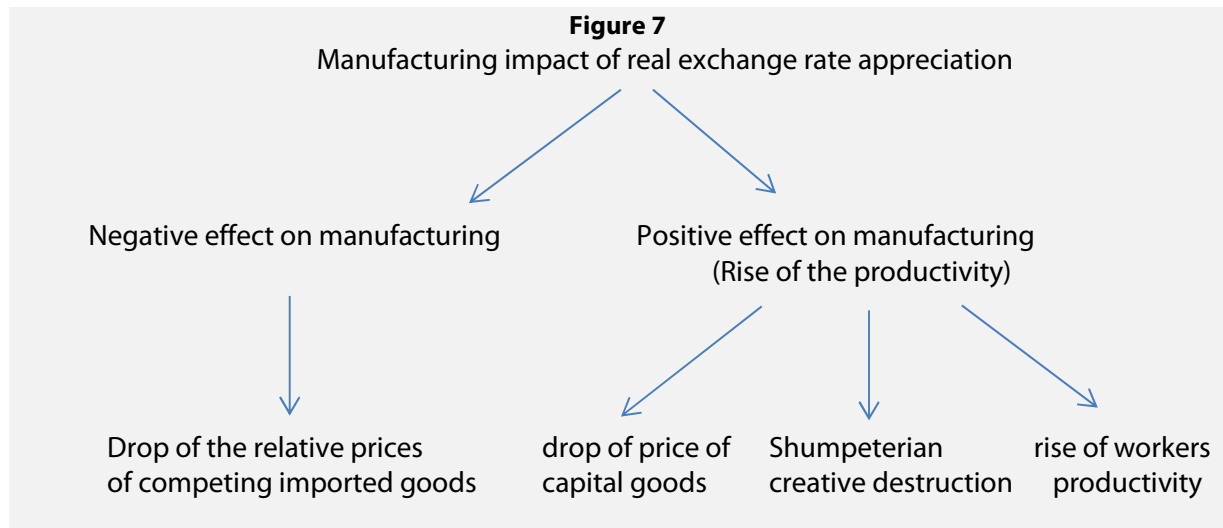 Figure 7
Manufacturing impact of real exchange rate appreciation
Negative effect on manufacturing
Positive effect on manufacturing
(Rise of the productivity)
Drop of the relative prices
of competing imported goods
drop of price of
capital goods
Shumpeterian
creative destruction
rise of workers
productivity